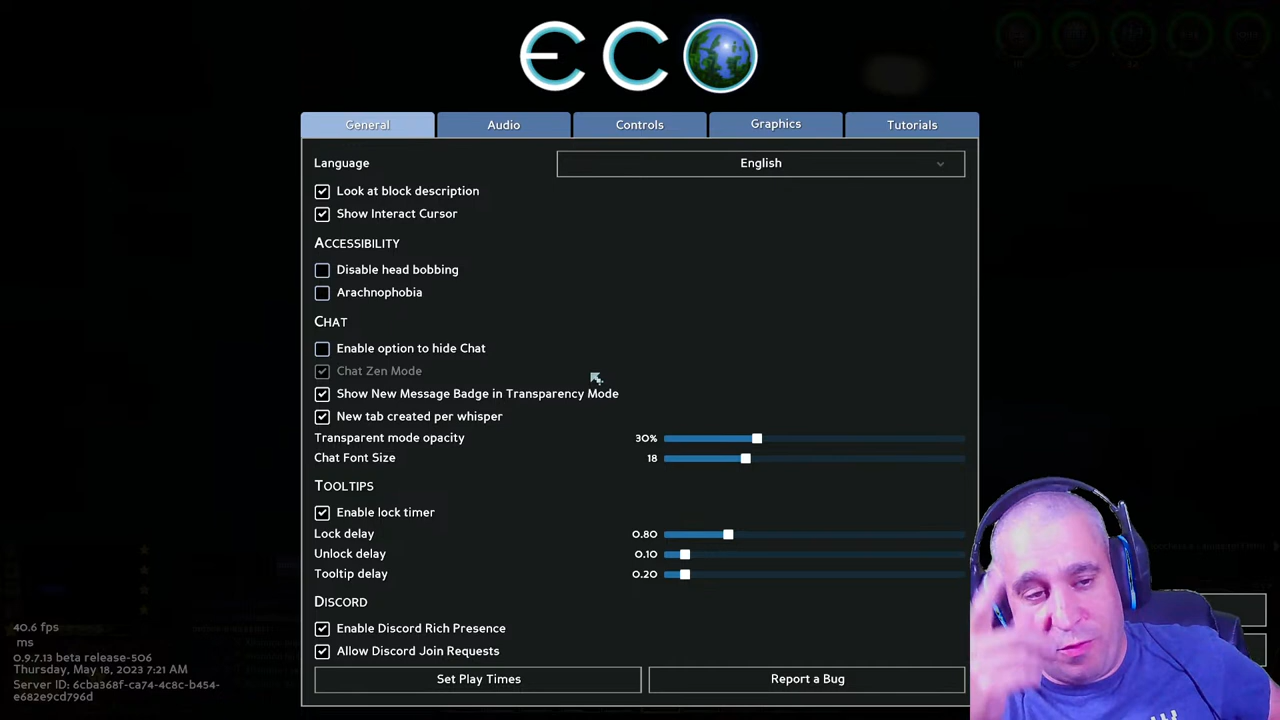 ECO
General
Audio
Controls
Graphics
Tutorials
Language
English
Look at block description
Show Interact Cursor
ACCESSIBILITY
Disable head bobbing
Arachnophobia
CHAT
Enable option to hide Chat
Chat Zen Mode
Show New Message Badge in Transparency Mode
New tab created per whisper
Transparent mode opacity 30%
Chat Font Size 18
TOOLTIPS
Enable lock timer
Lock delay 0.80
Unlock delay 0.10
Tooltip delay 0.20
DISCORD
Enable Discord Rich Presence
Allow Discord Join Requests
Set Play Times
Report a Bug
40.6 fps
ms
0.9.7.13 beta release-506
Thursday, May 18, 2023 7:21 AM
Server ID: 6cba368f-ca74-4c8c-b454-
e682e9cd796d